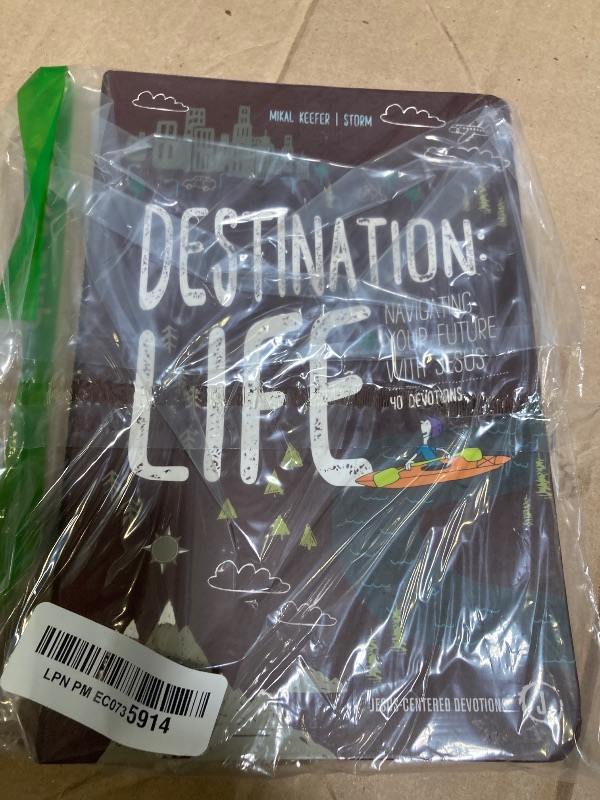 MIKAL KEEFER | STORM
DESTINATION:
LIFE
NAVIGATING
YOUR FUTURE
WITH JESUS
40 DEVOTIONS
JESUS-CENTERED DEVOTIONS
J
LPN PM EC0735914